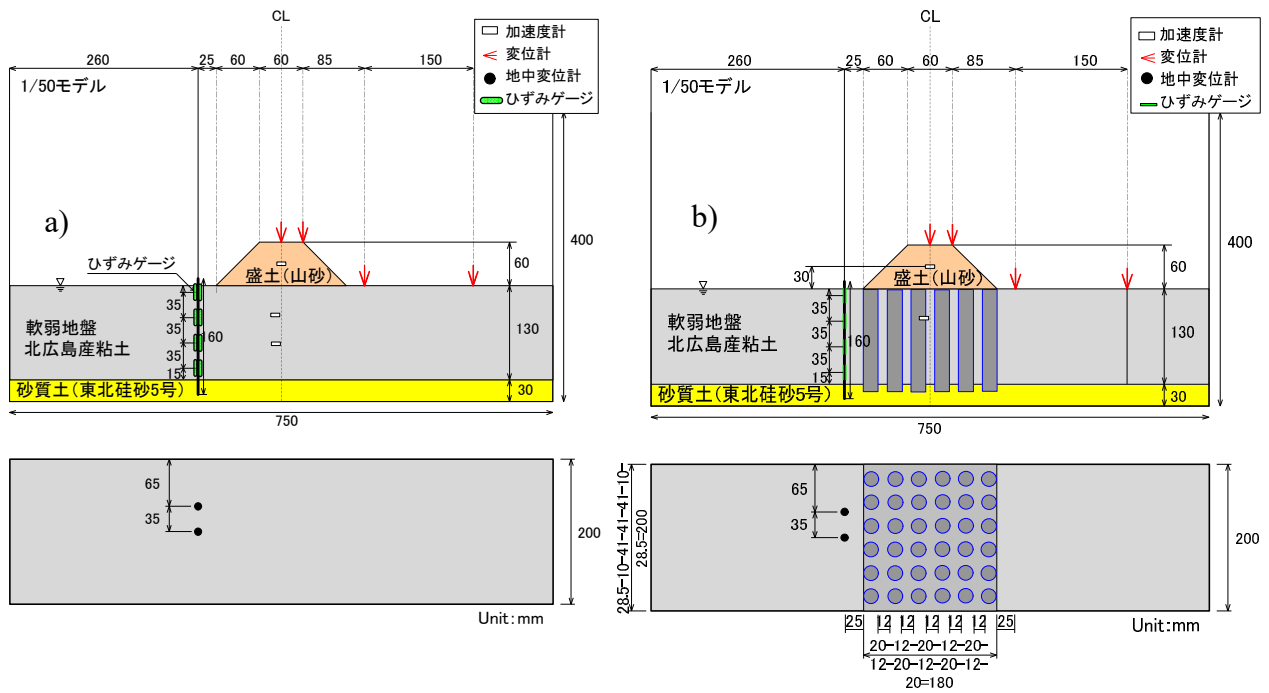 CL
加速度計
変位計
地中変位計
ひずみゲージ
260
25
60
60
85
150
1/50モデル
a)
400
ひずみゲージ
盛土(山砂)
60
35
35
35
15
160
軟弱地盤
北広島産粘土
130
砂質土(東北硅砂5号)
30
750
65
35
200
Unit:mm
CL
加速度計
変位計
地中変位計
ひずみゲージ
260
25
60
60
85
150
1/50モデル
b)
400
30
盛土(山砂)
60
35
35
35
15
160
軟弱地盤
北広島産粘土
130
砂質土(東北硅砂5号)
30
750
28.5-10-41-41-41-41-10-
28.5=200
65
35
200
25
12
12
12
12
12
25
Unit:mm
20-12-20-12-20-
12-20-12-20-12-
20=180